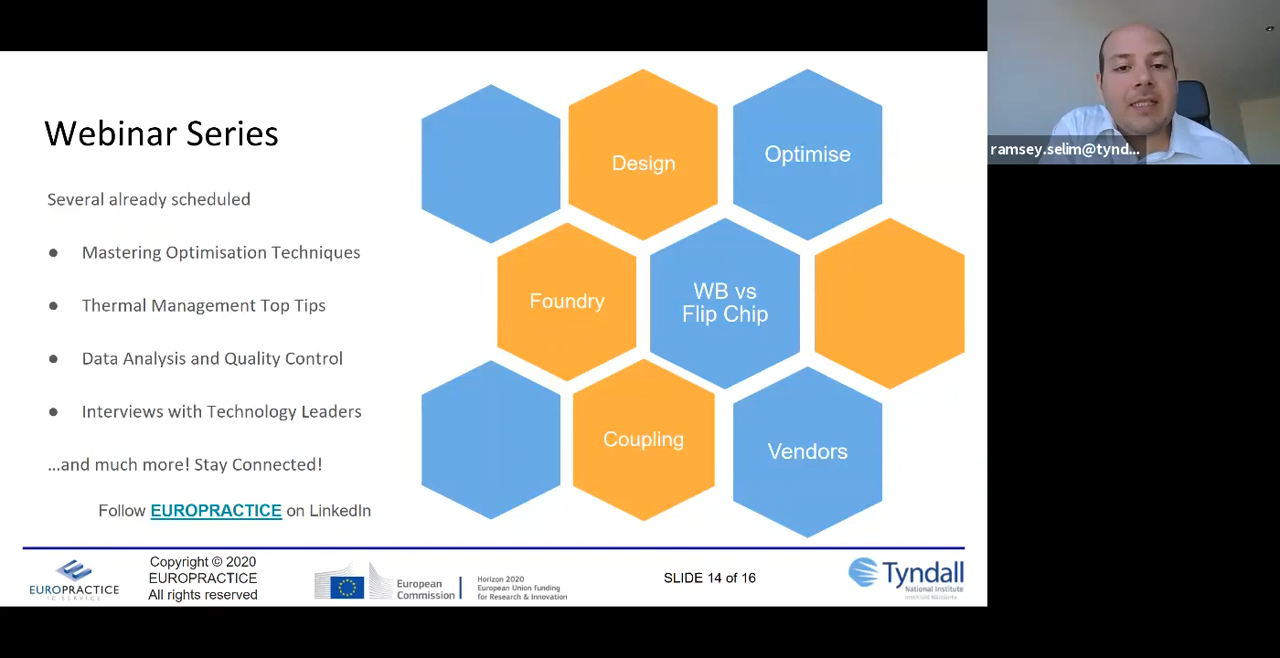 Webinar Series
Several already scheduled
● Mastering Optimisation Techniques
● Thermal Management Top Tips
● Data Analysis and Quality Control
● Interviews with Technology Leaders
...and much more! Stay Connected!
Follow EUROPRACTICE on LinkedIn
Design
Optimise
Foundry
WB vs
Flip Chip
Coupling
Vendors
ramsey.selim@tynd...
EUROPRACTICE
IC SERVICE
Copyright © 2020
EUROPRACTICE
All rights reserved
European
Commission
Horizon 2020
European Union funding
for Research & Innovation
SLIDE 14 of 16
Tyndall
National Institute